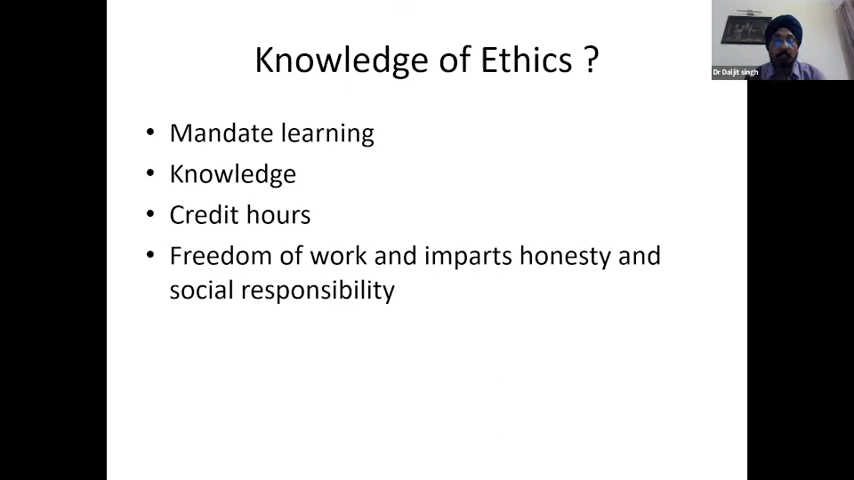 Knowledge of Ethics ?
• Mandate learning
• Knowledge
• Credit hours
• Freedom of work and imparts honesty and
social responsibility
Dr Daljit singh